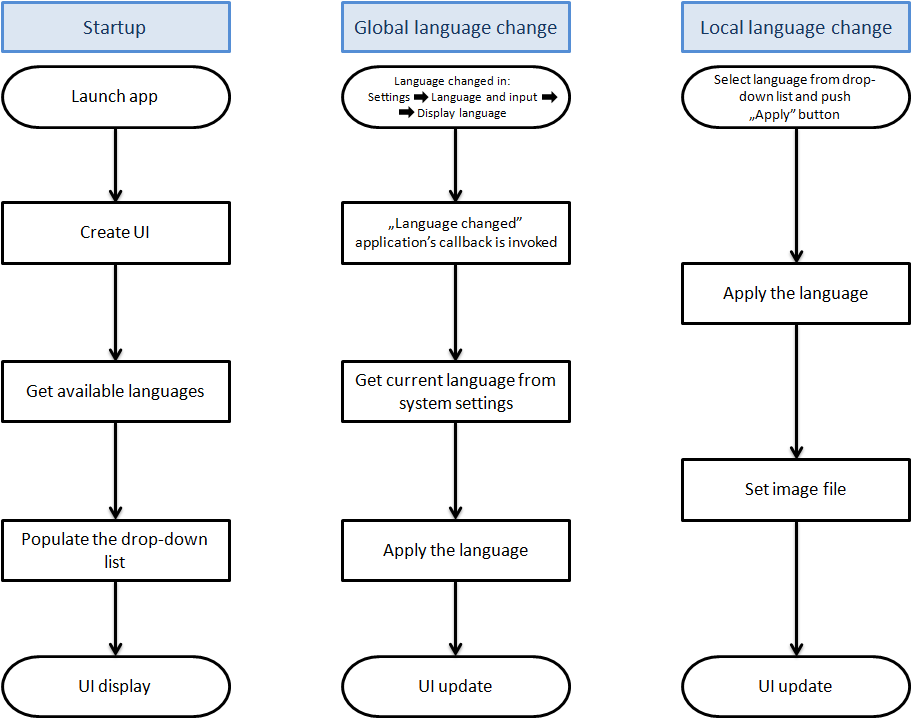 Startup
Launch app
Create UI
Get available languages
Populate the drop-down
list
UI display
Global language change
Language changed in:
Settings ➡ Language and input ➡
➡ Display language
„Language changed”
application’s callback is invoked
Get current language from
system settings
Apply the language
UI update
Local language change
Select language from drop-
down list and push
„Apply” button
Apply the language
Set image file
UI update